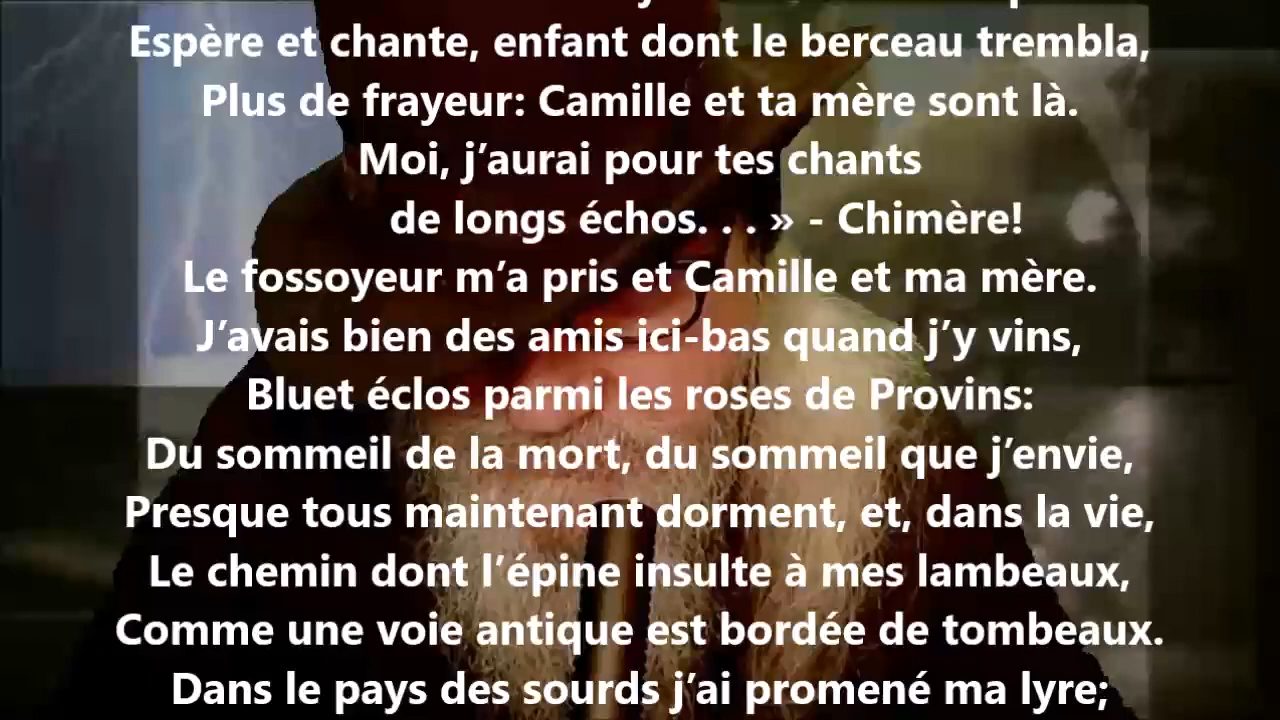 Espère et chante, enfant dont le berceau trembla,
Plus de frayeur: Camille et ta mère sont là.
Moi, j’aurai pour tes chants
de longs échos. . . » - Chimère!
Le fossoyeur m’a pris et Camille et ma mère.
J’avais bien des amis ici-bas quand j’y vins,
Bluet éclos parmi les roses de Provins:
Du sommeil de la mort, du sommeil que j’envie,
Presque tous maintenant dorment, et, dans la vie,
Le chemin dont l’épine insulte à mes lambeaux,
Comme une voie antique est bordée de tombeaux.
Dans le pays des sourds j’ai promené ma lyre;